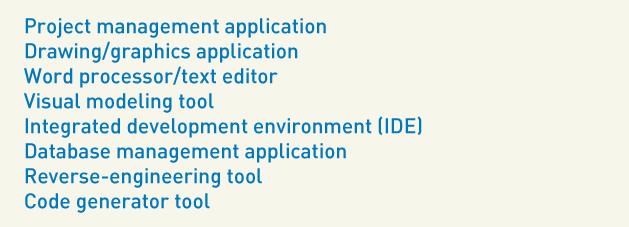 Project management application
Drawing/graphics application
Word processor/text editor
Visual modeling tool
Integrated development environment (IDE)
Database management application
Reverse-engineering tool
Code generator tool